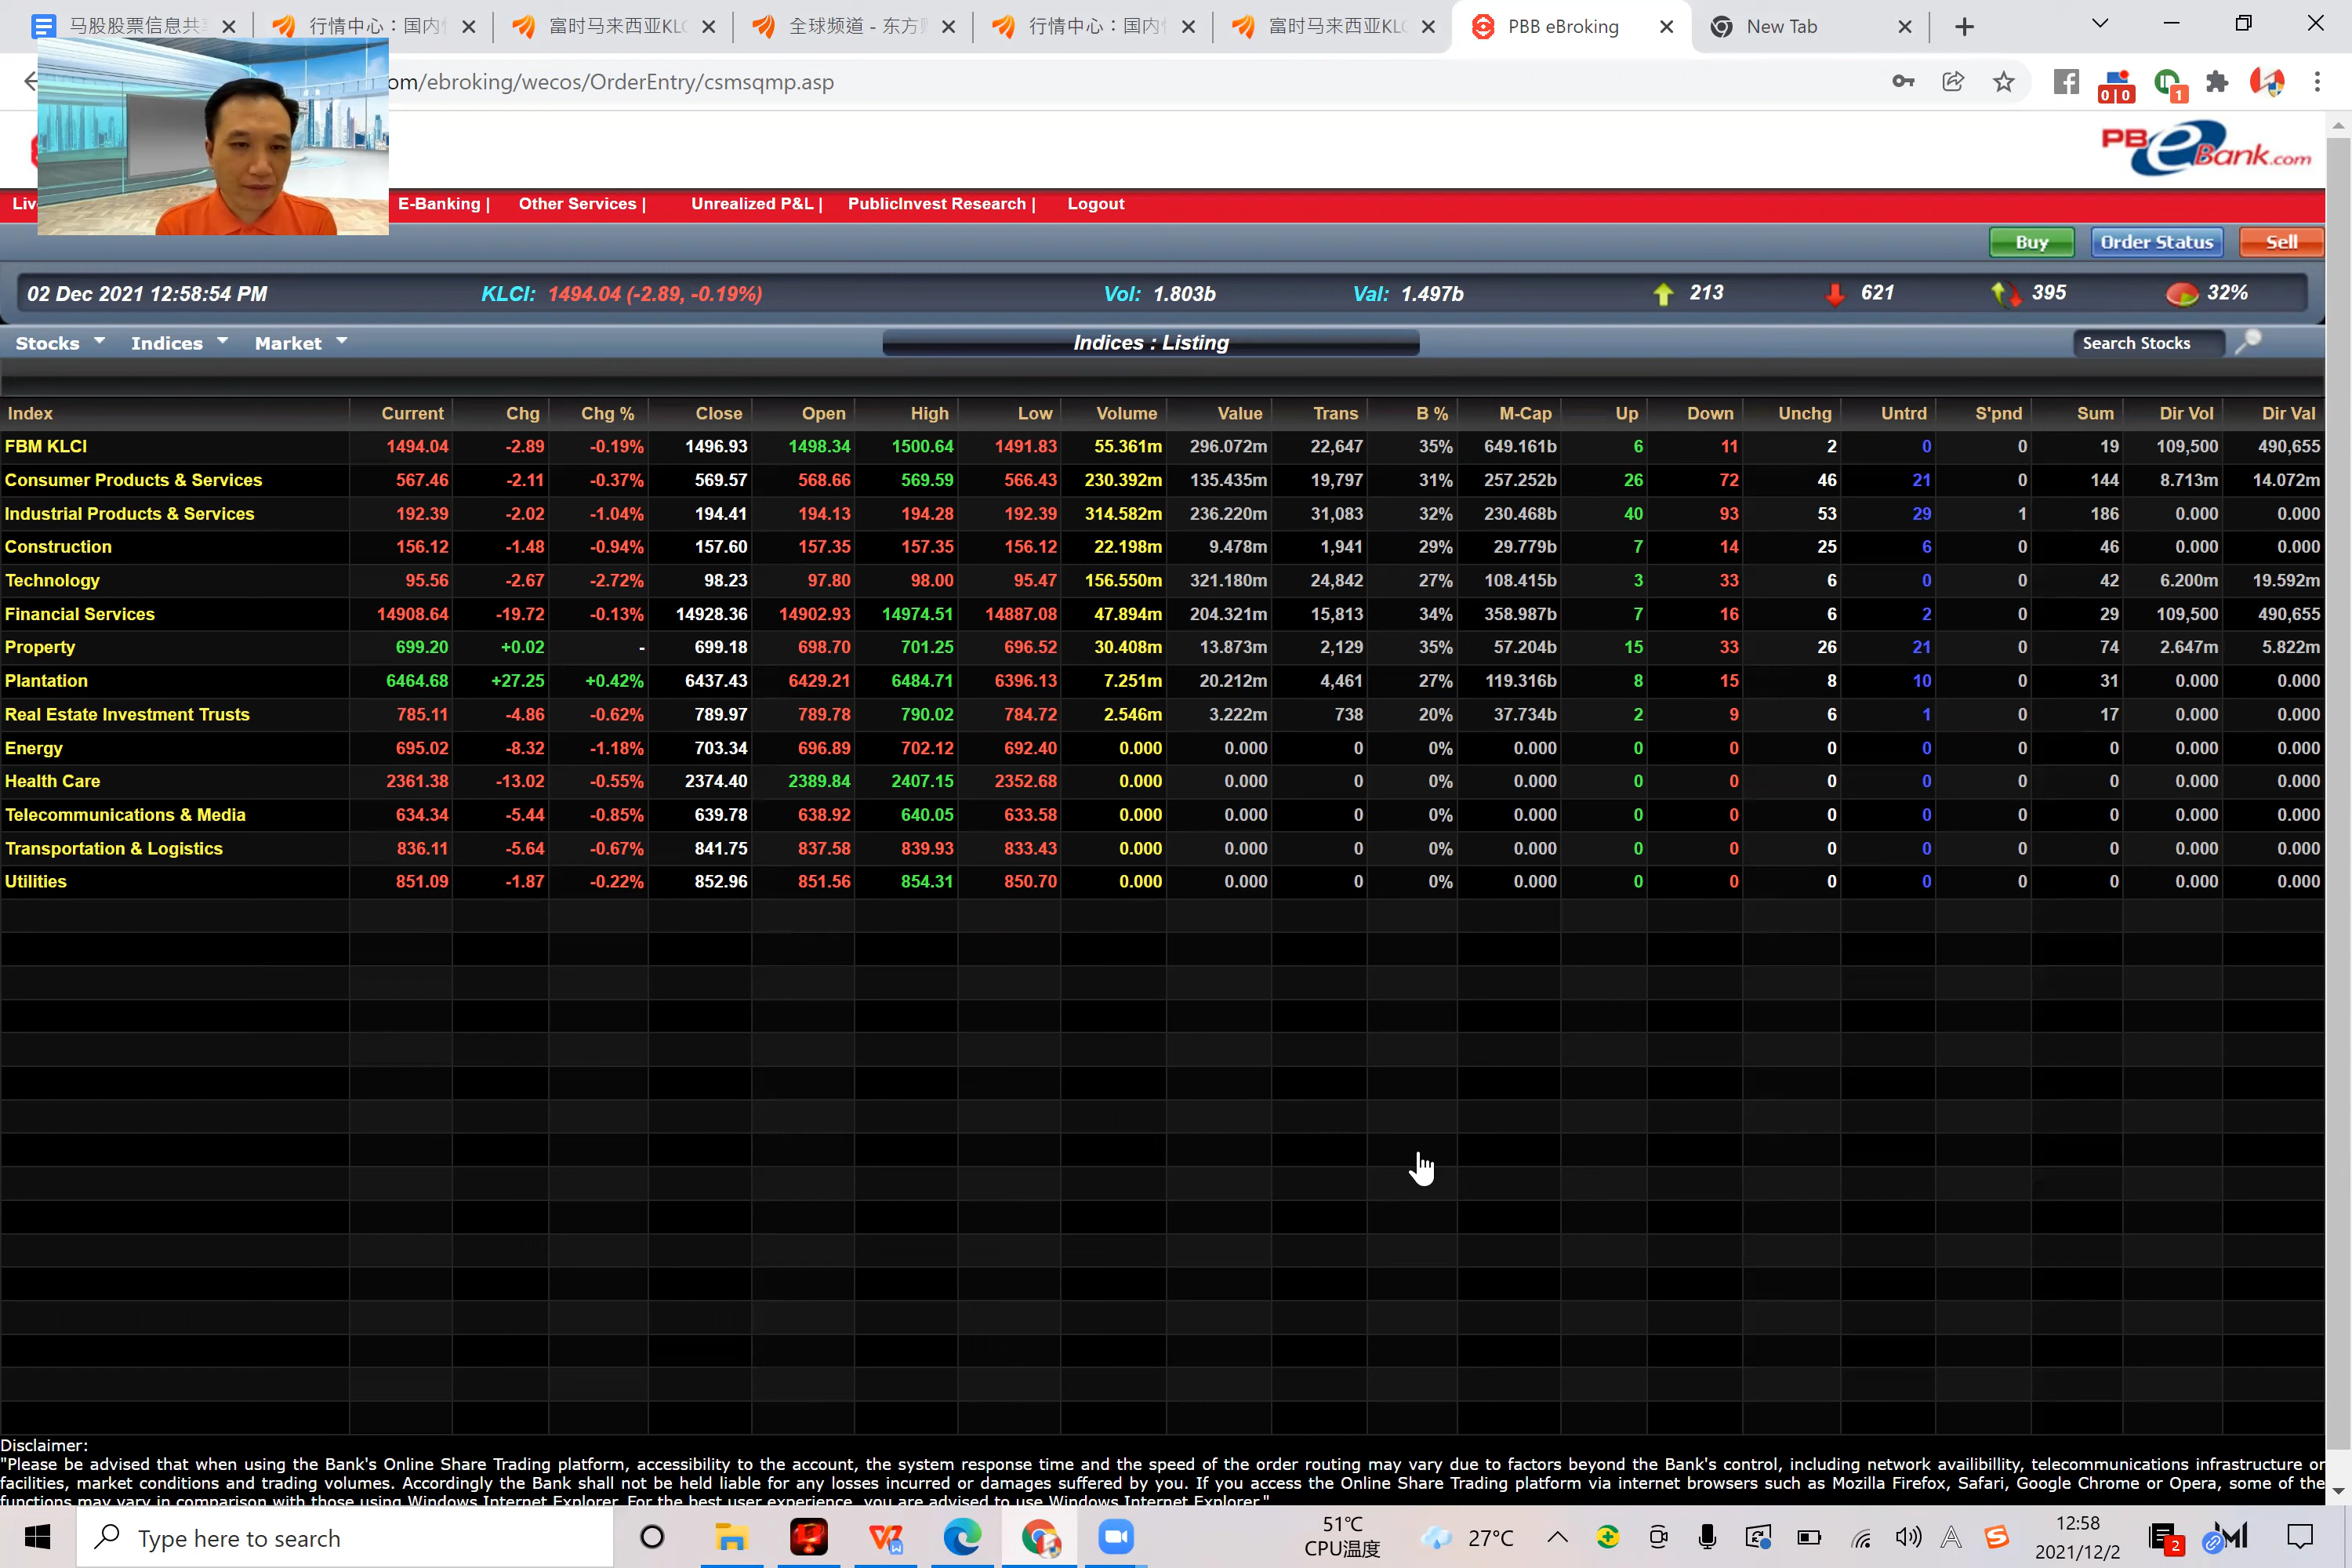 马股股票信息共 行情中心：国内 富时马来西亚KLC 全球频道 - 东方 行情中心：国内 富时马来西亚KLC PBB eBroking New Tab
om/ebroking/wecos/OrderEntry/csmsqmp.asp 0|0 1
PB eBank.com
Liv E-Banking | Other Services | Unrealized P&L | PublicInvest Research | Logout
Buy Order Status Sell
02 Dec 2021 12:58:54 PM KLCI: 1494.04 (-2.89, -0.19%) Vol: 1.803b Val: 1.497b 213 621 395 32%
Stocks Indices Market Indices : Listing Search Stocks
Index Current Chg Chg % Close Open High Low Volume Value Trans B % M-Cap Up Down Unchg Untrd S'pnd Sum Dir Vol Dir Val
FBM KLCI 1494.04 -2.89 -0.19% 1496.93 1498.34 1500.64 1491.83 55.361m 296.072m 22,647 35% 649.161b 6 11 2 0 0 19 109,500 490,655
Consumer Products & Services 567.46 -2.11 -0.37% 569.57 568.66 569.59 566.43 230.392m 135.435m 19,797 31% 257.252b 26 72 46 21 0 144 8.713m 14.072m
Industrial Products & Services 192.39 -2.02 -1.04% 194.41 194.13 194.28 192.39 314.582m 236.220m 31,083 32% 230.468b 40 93 53 29 1 186 0.000 0.000
Construction 156.12 -1.48 -0.94% 157.60 157.35 157.35 156.12 22.198m 9.478m 1,941 29% 29.779b 7 14 25 6 0 46 0.000 0.000
Technology 95.56 -2.67 -2.72% 98.23 97.80 98.00 95.47 156.550m 321.180m 24,842 27% 108.415b 3 33 6 0 0 42 6.200m 19.592m
Financial Services 14908.64 -19.72 -0.13% 14928.36 14902.93 14974.51 14887.08 47.894m 204.321m 15,813 34% 358.987b 7 16 6 2 0 29 109,500 490,655
Property 699.20 +0.02 - 699.18 698.70 701.25 696.52 30.408m 13.873m 2,129 35% 57.204b 15 33 26 21 0 74 2.647m 5.822m
Plantation 6464.68 +27.25 +0.42% 6437.43 6429.21 6484.71 6396.13 7.251m 20.212m 4,461 27% 119.316b 8 15 8 10 0 31 0.000 0.000
Real Estate Investment Trusts 785.11 -4.86 -0.62% 789.97 789.78 790.02 784.72 2.546m 3.222m 738 20% 37.734b 2 9 6 1 0 17 0.000 0.000
Energy 695.02 -8.32 -1.18% 703.34 696.89 702.12 692.40 0.000 0.000 0 0% 0.000 0 0 0 0 0 0 0.000 0.000
Health Care 2361.38 -13.02 -0.55% 2374.40 2389.84 2407.15 2352.68 0.000 0.000 0 0% 0.000 0 0 0 0 0 0 0.000 0.000
Telecommunications & Media 634.34 -5.44 -0.85% 639.78 638.92 640.05 633.58 0.000 0.000 0 0% 0.000 0 0 0 0 0 0 0.000 0.000
Transportation & Logistics 836.11 -5.64 -0.67% 841.75 837.58 839.93 833.43 0.000 0.000 0 0% 0.000 0 0 0 0 0 0 0.000 0.000
Utilities 851.09 -1.87 -0.22% 852.96 851.56 854.31 850.70 0.000 0.000 0 0% 0.000 0 0 0 0 0 0 0.000 0.000
Disclaimer:
"Please be advised that when using the Bank's Online Share Trading platform, accessibility to the account, the system response time and the speed of the order routing may vary due to factors beyond the Bank's control, including network availibillity, telecommunications infrastructure or
facilities, market conditions and trading volumes. Accordingly the Bank shall not be held liable for any losses incurred or damages suffered by you. If you access the Online Share Trading platform via internet browsers such as Mozilla Firefox, Safari, Google Chrome or Opera, some of the
functions may vary in comparison with those using Windows Internet Explorer. For the best user experience, you are advised to use Windows Internet Explorer."
Type here to search 51℃ 27°C 12:58
CPU温度 2021/12/2 2